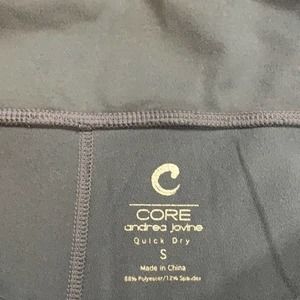 CORE
andrea jovine
Quick Dry
S
Made in China
88% Polyester/12% Spandex